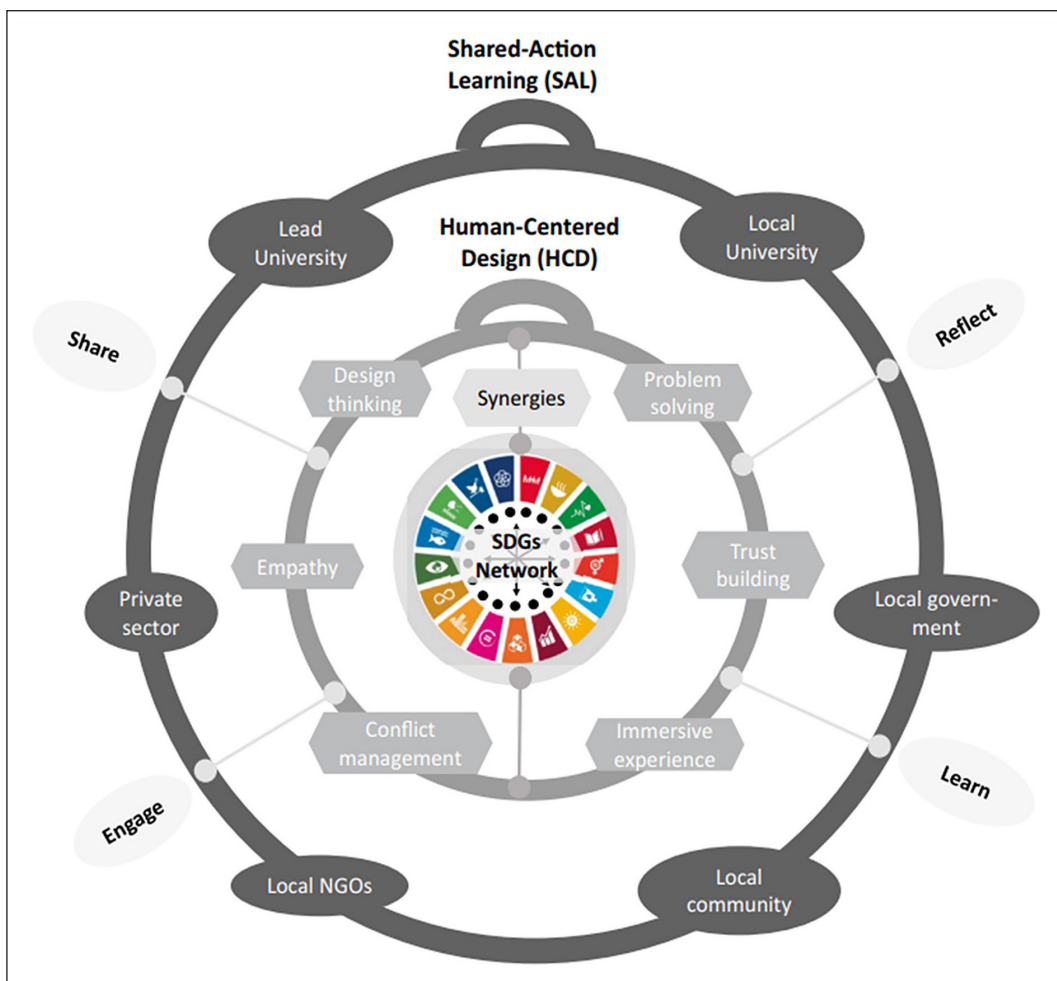 Shared-Action
Learning (SAL)
Lead
University
Local
University
Human-Centered
Design (HCD)
Share
Reflect
Design
thinking
Synergies
Problem
solving
SDGs
Network
Empathy
Trust
building
Private
sector
Local govern-
ment
Conflict
management
Immersive
experience
Engage
Learn
Local NGOs
Local
community